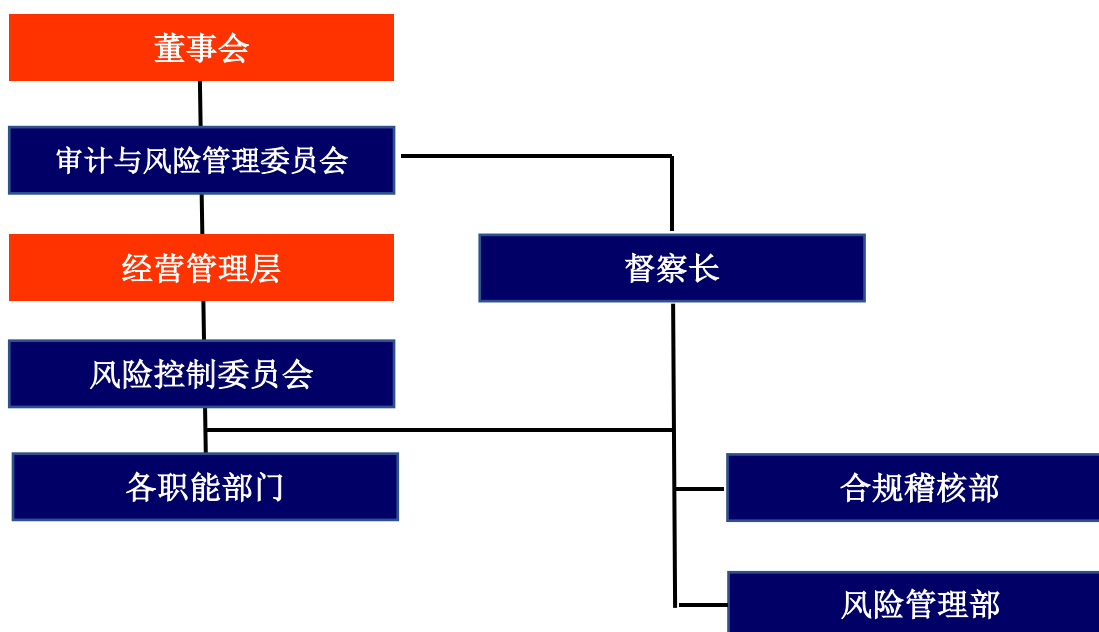 董事会
审计与风险管理委员会
经营管理层
督察长
风险控制委员会
各职能部门
合规稽核部
风险管理部